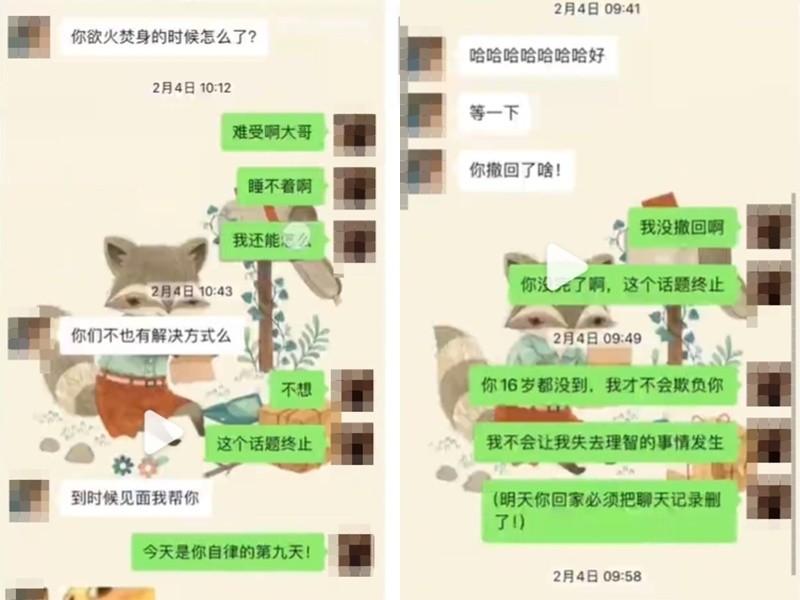 你欲火焚身的时候怎么了?
2月4日 10:12
难受啊大哥
睡不着啊
我还能怎么
2月4日 10:43
你们不也有解决方式么
不想
这个话题终止
到时候见面我帮你
今天是你自律的第九天!
2月4日 09:41
哈哈哈哈哈哈哈好
等一下
你撤回了啥!
我没撤回啊
你没完了啊，这个话题终止
2月4日 09:49
你16岁都没到，我才不会欺负你
我不会让我失去理智的事情发生
(明天你回家必须把聊天记录删
了!)
2月4日 09:58